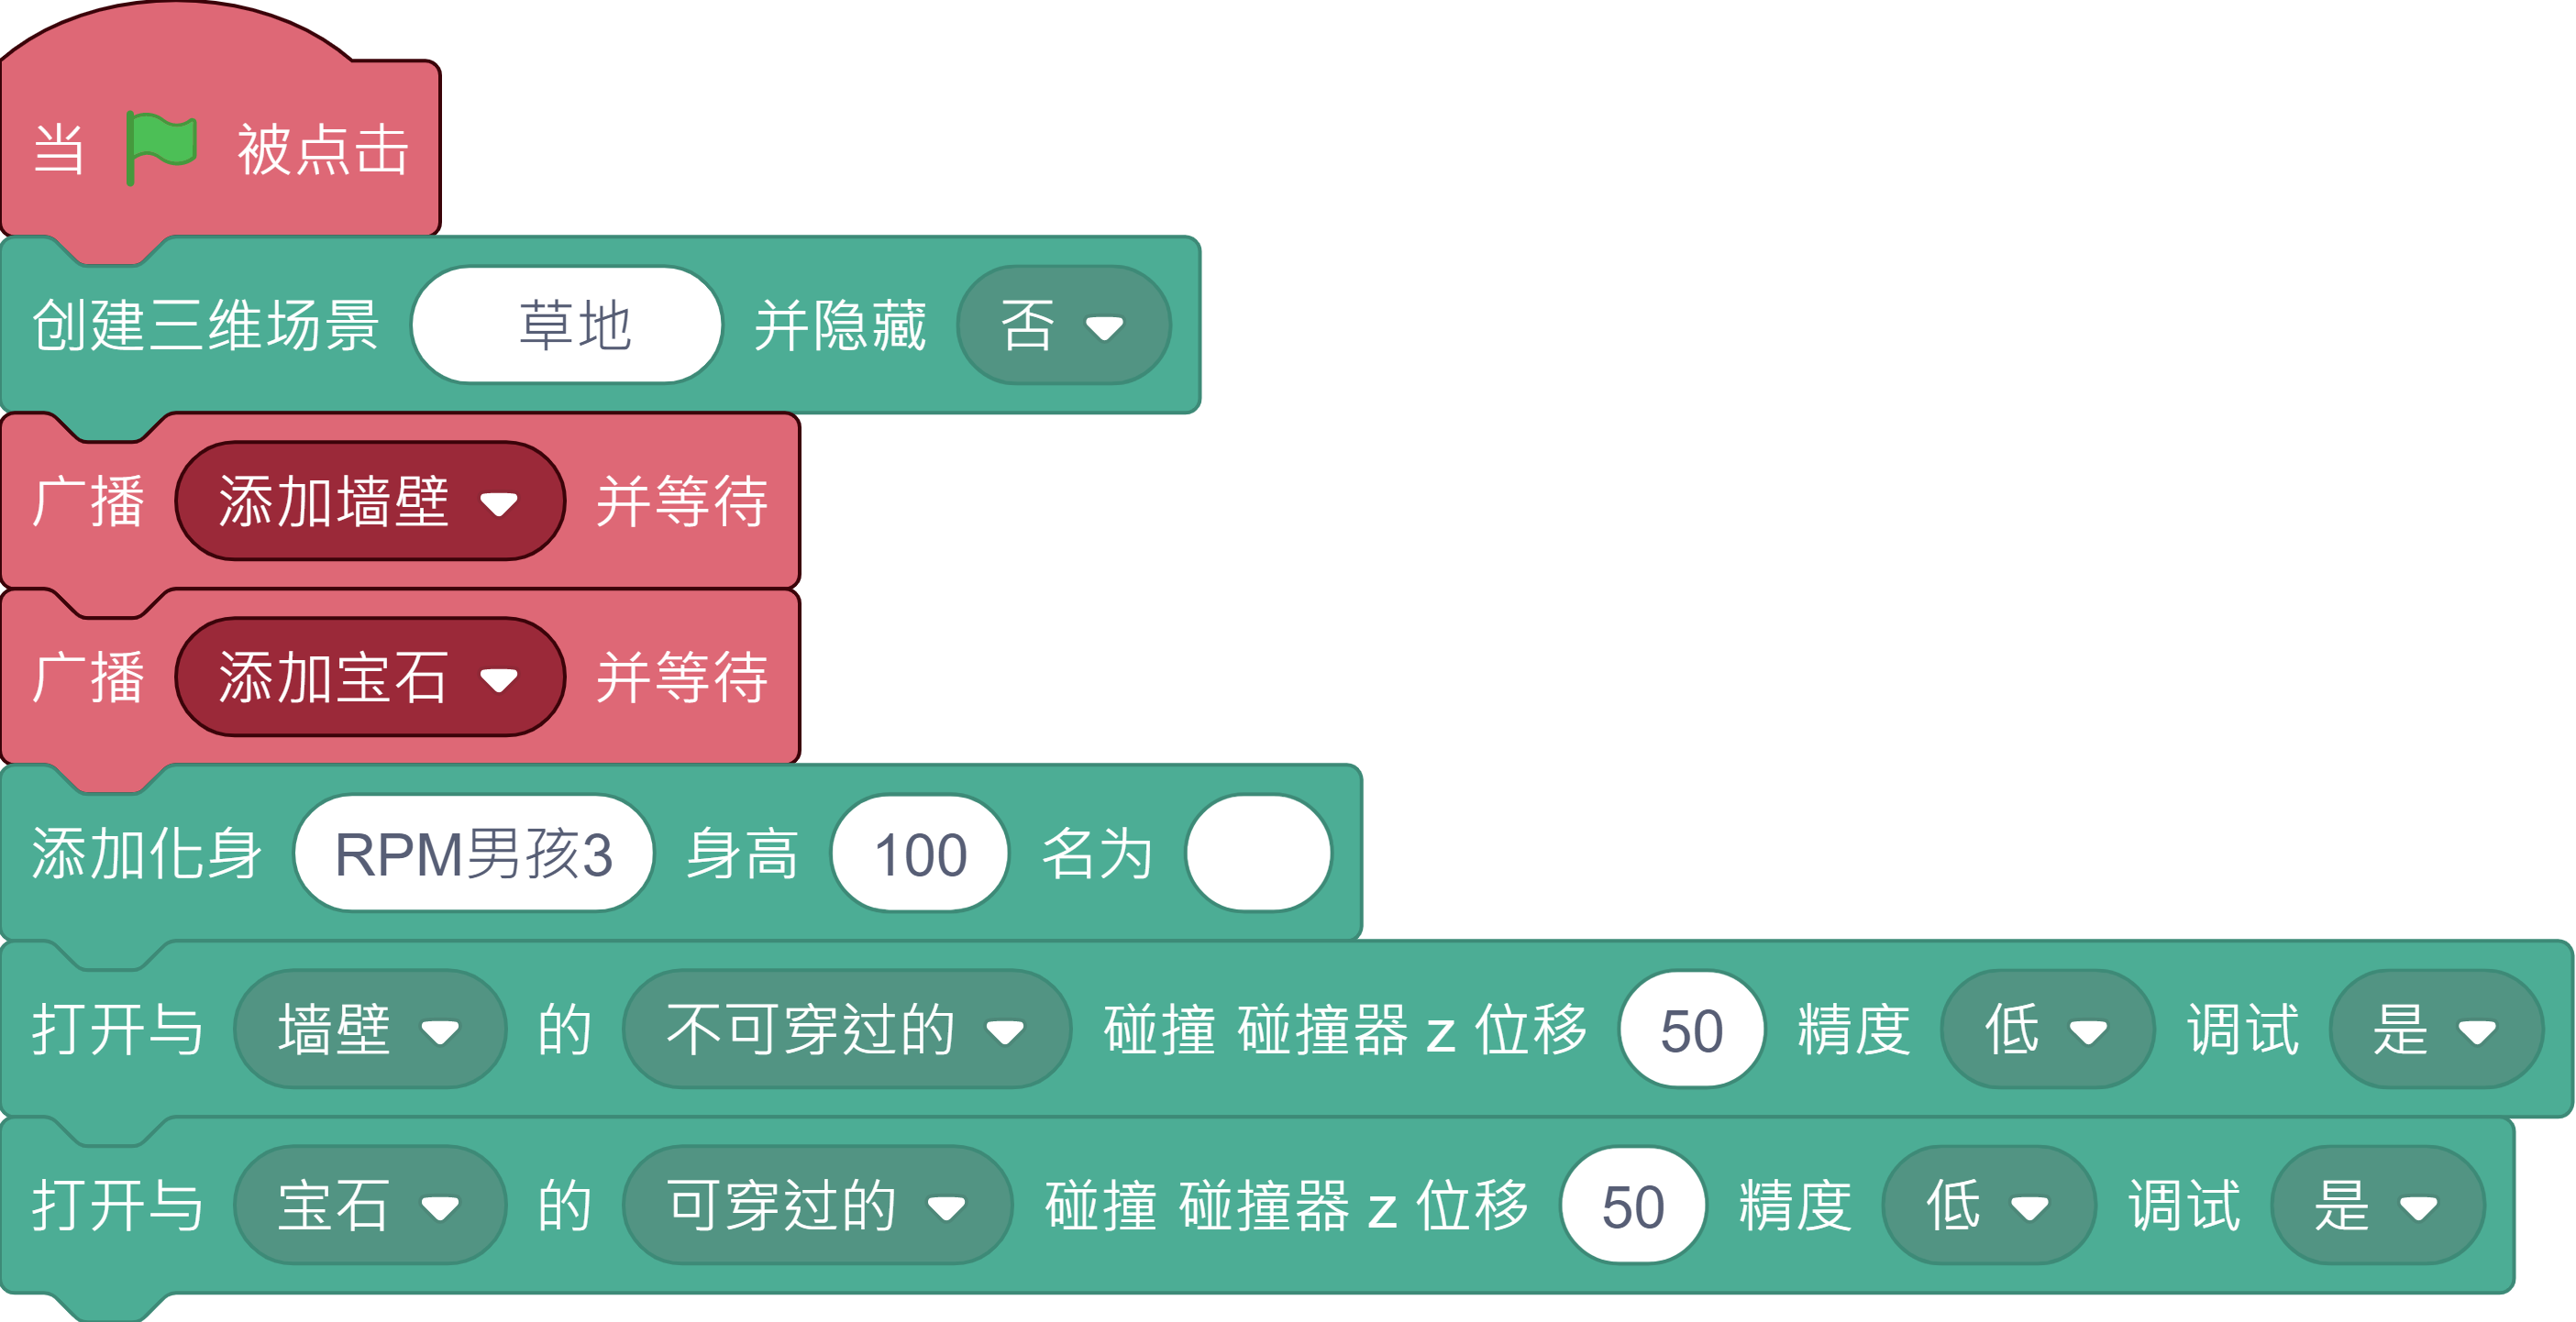 当 被点击
创建三维场景 草地 并隐藏 否
广播 添加墙壁 并等待
广播 添加宝石 并等待
添加化身 RPM男孩3 身高 100 名为
打开与 墙壁 的 不可穿过的 碰撞 碰撞器 z 位移 50 精度 低 调试 是
打开与 宝石 的 可穿过的 碰撞 碰撞器 z 位移 50 精度 低 调试 是